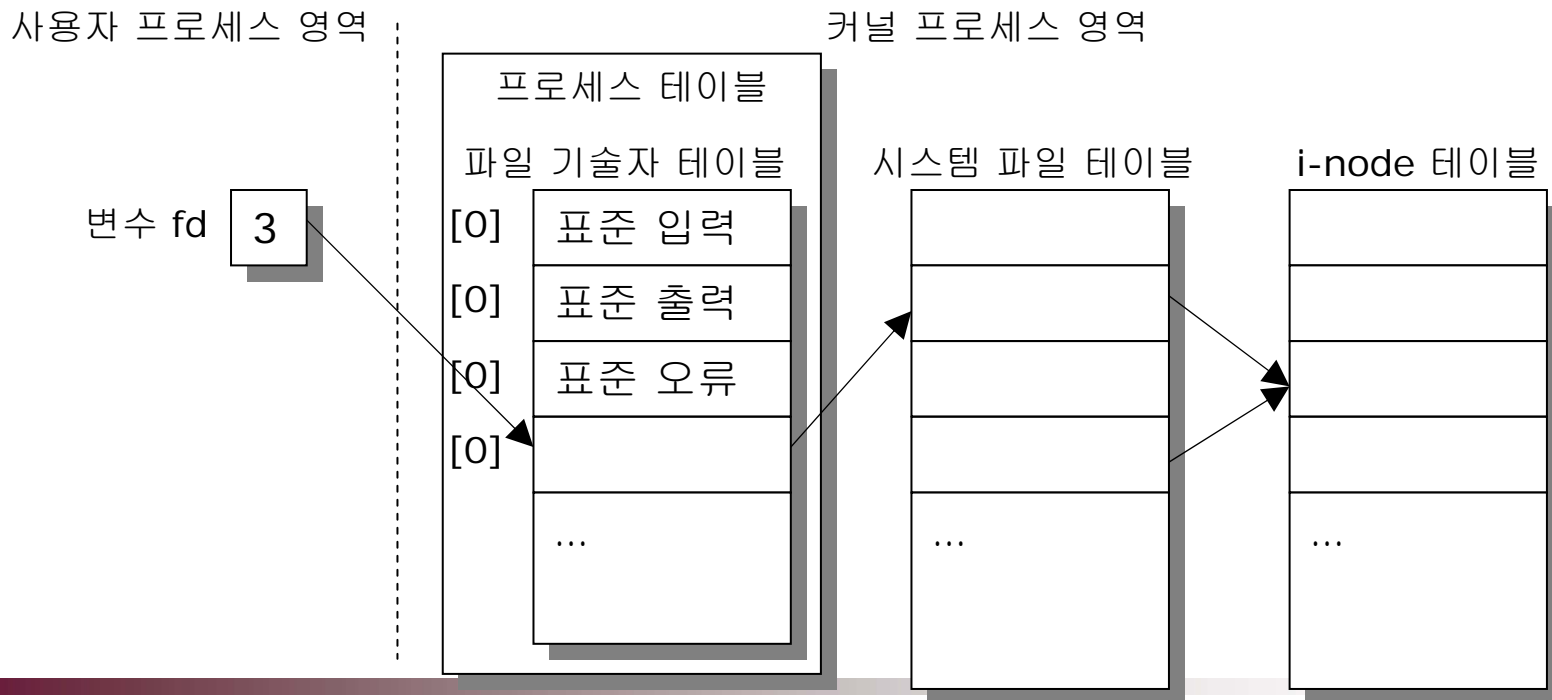 사용자 프로세스 영역
커널 프로세스 영역
프로세스 테이블
파일 기술자 테이블
시스템 파일 테이블
i-node 테이블
변수 fd 3
[0] 표준 입력
[0] 표준 출력
[0] 표준 오류
[0]
...
...
...